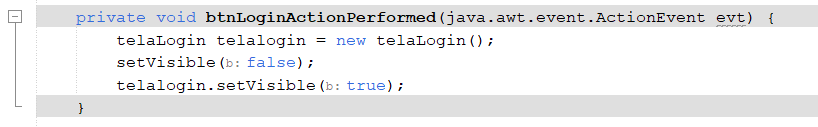 private void btnLoginActionPerformed(java.awt.event.ActionEvent evt) {
telaLogin telalogin = new telaLogin();
setVisible(b: false);
telalogin.setVisible(b: true);
}